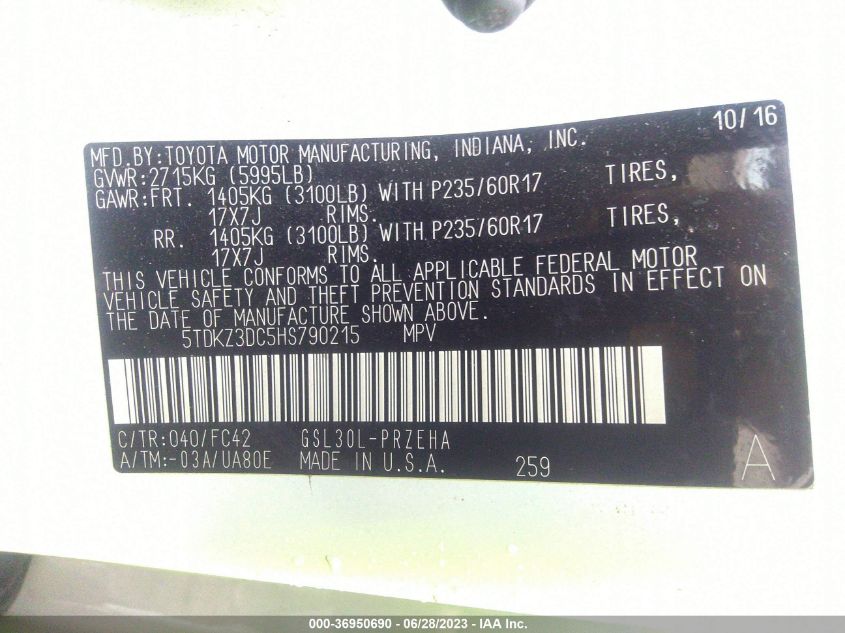 10/16
MFD.BY:TOYOTA MOTOR MANUFACTURING, INDIANA, INC.
GVWR:2715KG (5995LB)
GAWR:FRT. 1405KG (3100LB) WITH P235/60R17 TIRES,
17X7J RIMS.
RR. 1405KG (3100LB) WITH P235/60R17 TIRES,
17X7J RIMS.
THIS VEHICLE CONFORMS TO ALL APPLICABLE FEDERAL MOTOR
VEHICLE SAFETY AND THEFT PREVENTION STANDARDS IN EFFECT ON
THE DATE OF MANUFACTURE SHOWN ABOVE.
5TDKZ3DC5HS790215 MPV
C/TR:040/FC42 GSL30L-PRZEHA
A/TM:-03A/UA80E MADE IN U.S.A. 259 A
000-36950690 - 06/28/2023 - IAA Inc.